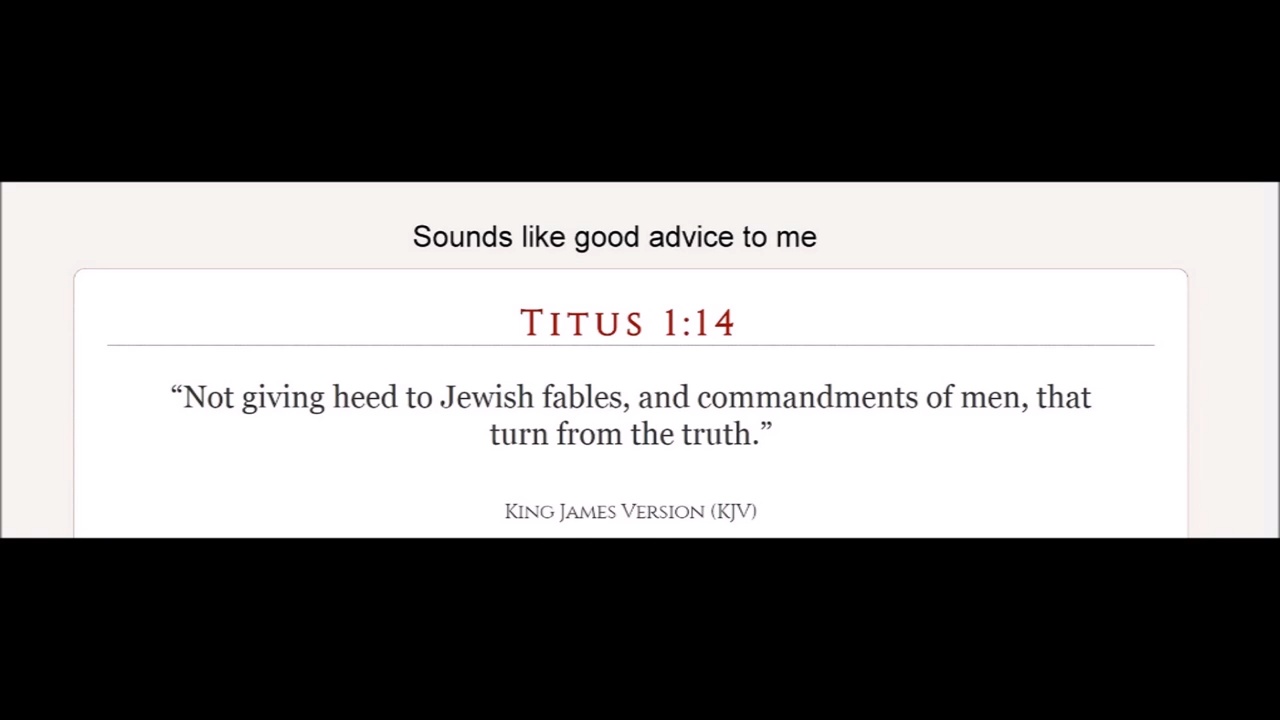 Sounds like good advice to me
TITUS 1:14
“Not giving heed to Jewish fables, and commandments of men, that
turn from the truth.”
KING JAMES VERSION (KJV)